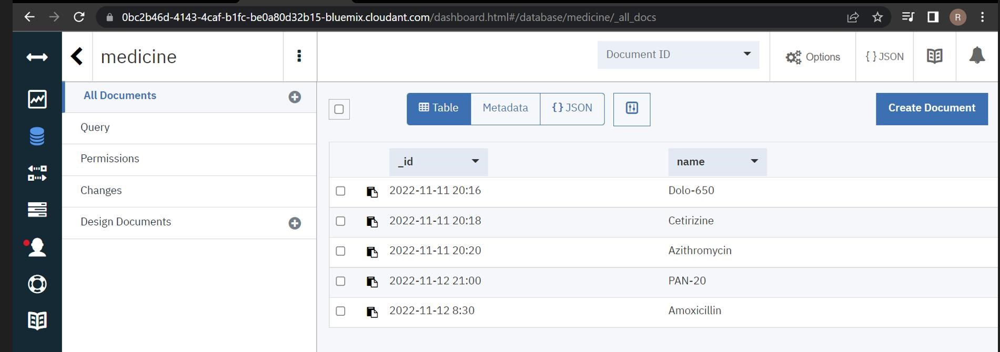 0bc2b46d-4143-4caf-b1fc-be0a80d32b15-bluemix.cloudant.com/dashboard.html#/database/medicine/_all_docs
R
medicine
Document ID
Options
{ } JSON
All Documents
Query
Permissions
Changes
Design Documents
Table
Metadata
{ } JSON
Create Document
_id name
2022-11-11 20:16 Dolo-650
2022-11-11 20:18 Cetirizine
2022-11-11 20:20 Azithromycin
2022-11-12 21:00 PAN-20
2022-11-12 8:30 Amoxicillin